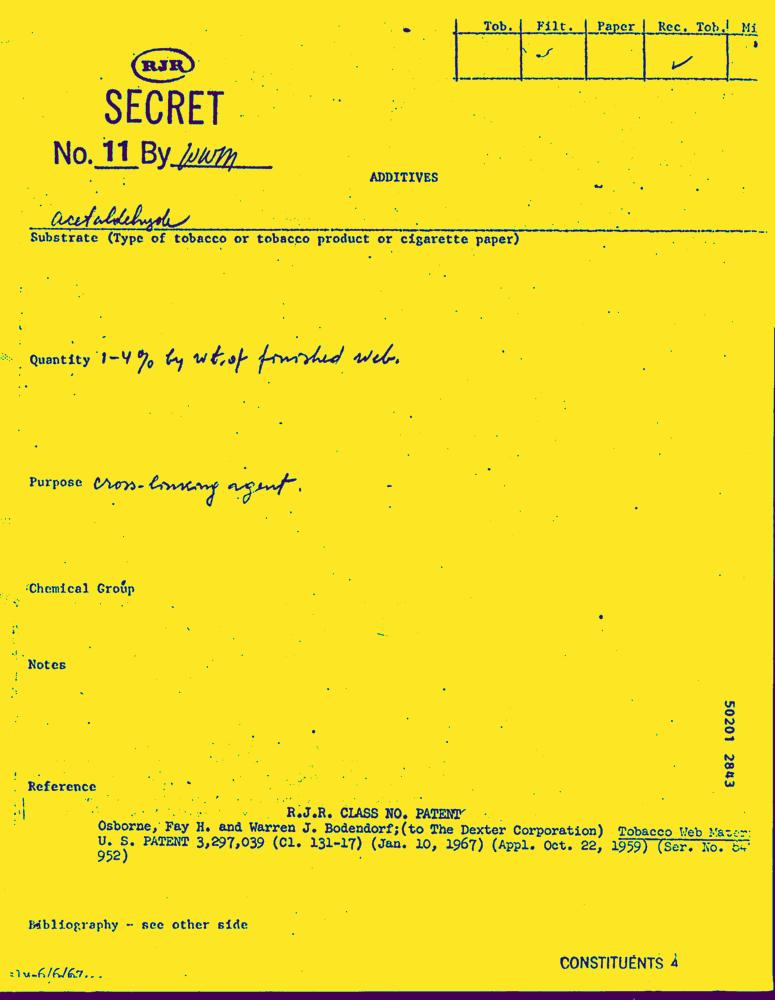 Tob. Filt. Paper Rec. Tob. Mi
RJR
SECRET
No. 11 By wwm
ADDITIVES
acetaldehyde
Substrate (Type of tobacco or tobacco product or cigarette paper)
Quantity 1-4% by wt. of finished web.
Purpose cross-linking agent.
Chemical Group
Notes
50201 2843
Reference
R.J.R. CLASS NO. PATENT
Osborne, Fay H. and Warren J. Bodendorf; (to The Dexter Corporation) Tobacco Web Mater
U. S. PATENT 3,297,039 (Cl. 131-17) (Jan. 10, 1967) (Appl. Oct. 22, 1959) (Ser. No.
952)
Bibliography - see other side
CONSTITUENTS 4
6/6/67